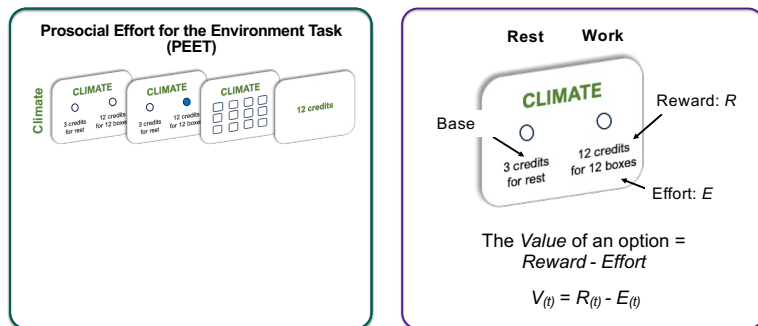 Prosocial Effort for the Environment Task
(PEET)
Climate
CLIMATE
3 credits
for rest
12 credits
for 12 boxes
CLIMATE
3 credits
for rest
12 credits
for 12 boxes
CLIMATE
12 credits
Rest
Work
CLIMATE
Base
3 credits
for rest
12 credits
for 12 boxes
Reward: R
Effort: E
The Value of an option =
Reward - Effort
V(t) = R(t) - E(t)